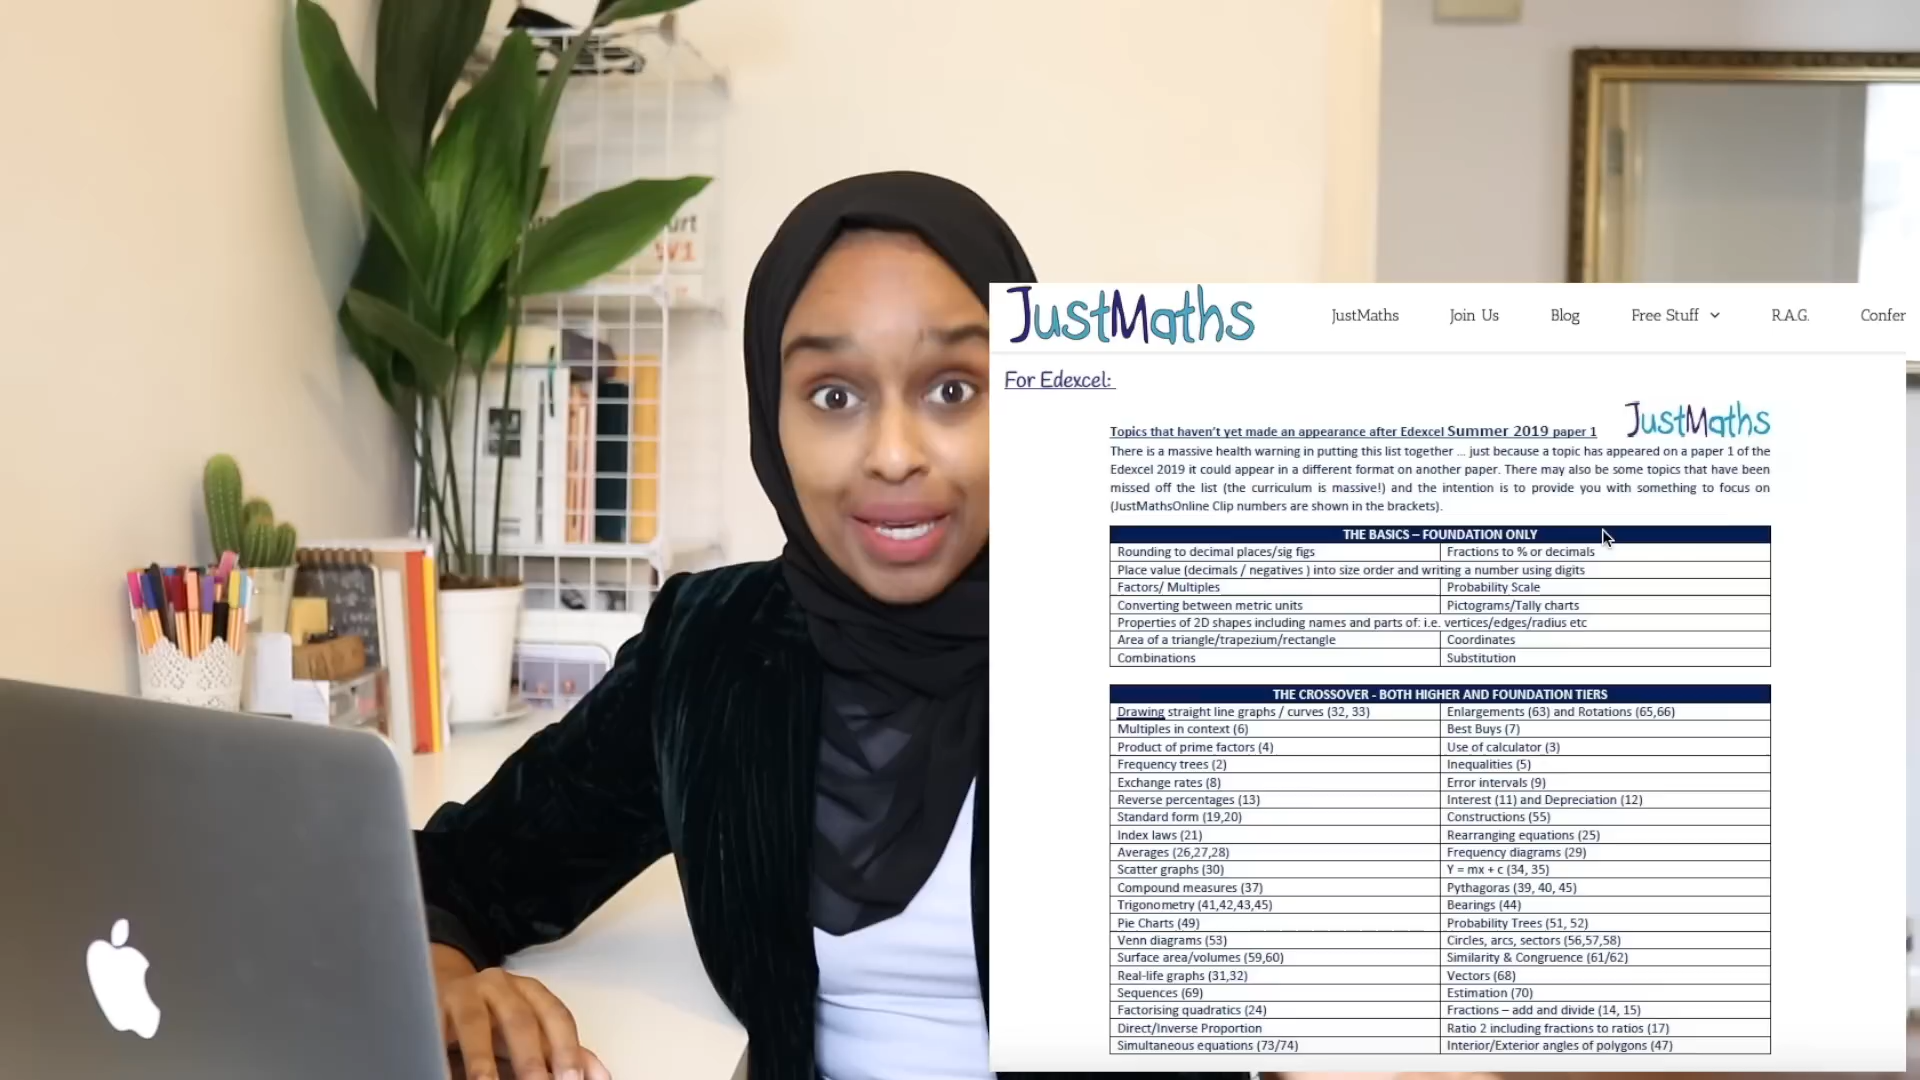 JustMaths
JustMaths Join Us Blog Free Stuff R.A.G. Confer
For Edexcel:
JustMaths
Topics that haven't yet made an appearance after Edexcel Summer 2019 paper 1
There is a massive health warning in putting this list together ... just because a topic has appeared on a paper 1 of the
Edexcel 2019 it could appear in a different format on another paper. There may also be some topics that have been
missed off the list (the curriculum is massive!) and the intention is to provide you with something to focus on
(JustMathsOnline Clip numbers are shown in the brackets).
THE BASICS – FOUNDATION ONLY
Rounding to decimal places/sig figs Fractions to % or decimals
Place value (decimals / negatives ) into size order and writing a number using digits
Factors/ Multiples Probability Scale
Converting between metric units Pictograms/Tally charts
Properties of 2D shapes including names and parts of: i.e. vertices/edges/radius etc
Area of a triangle/trapezium/rectangle Coordinates
Combinations Substitution
THE CROSSOVER - BOTH HIGHER AND FOUNDATION TIERS
Drawing straight line graphs / curves (32, 33) Enlargements (63) and Rotations (65,66)
Multiples in context (6) Best Buys (7)
Product of prime factors (4) Use of calculator (3)
Frequency trees (2) Inequalities (5)
Exchange rates (8) Error intervals (9)
Reverse percentages (13) Interest (11) and Depreciation (12)
Standard form (19,20) Constructions (55)
Index laws (21) Rearranging equations (25)
Averages (26,27,28) Frequency diagrams (29)
Scatter graphs (30) Y = mx + c (34, 35)
Compound measures (37) Pythagoras (39, 40, 45)
Trigonometry (41,42,43,45) Bearings (44)
Pie Charts (49) Probability Trees (51, 52)
Venn diagrams (53) Circles, arcs, sectors (56,57,58)
Surface area/volumes (59,60) Similarity & Congruence (61/62)
Real-life graphs (31,32) Vectors (68)
Sequences (69) Estimation (70)
Factorising quadratics (24) Fractions – add and divide (14, 15)
Direct/Inverse Proportion Ratio 2 including fractions to ratios (17)
Simultaneous equations (73/74) Interior/Exterior angles of polygons (47)